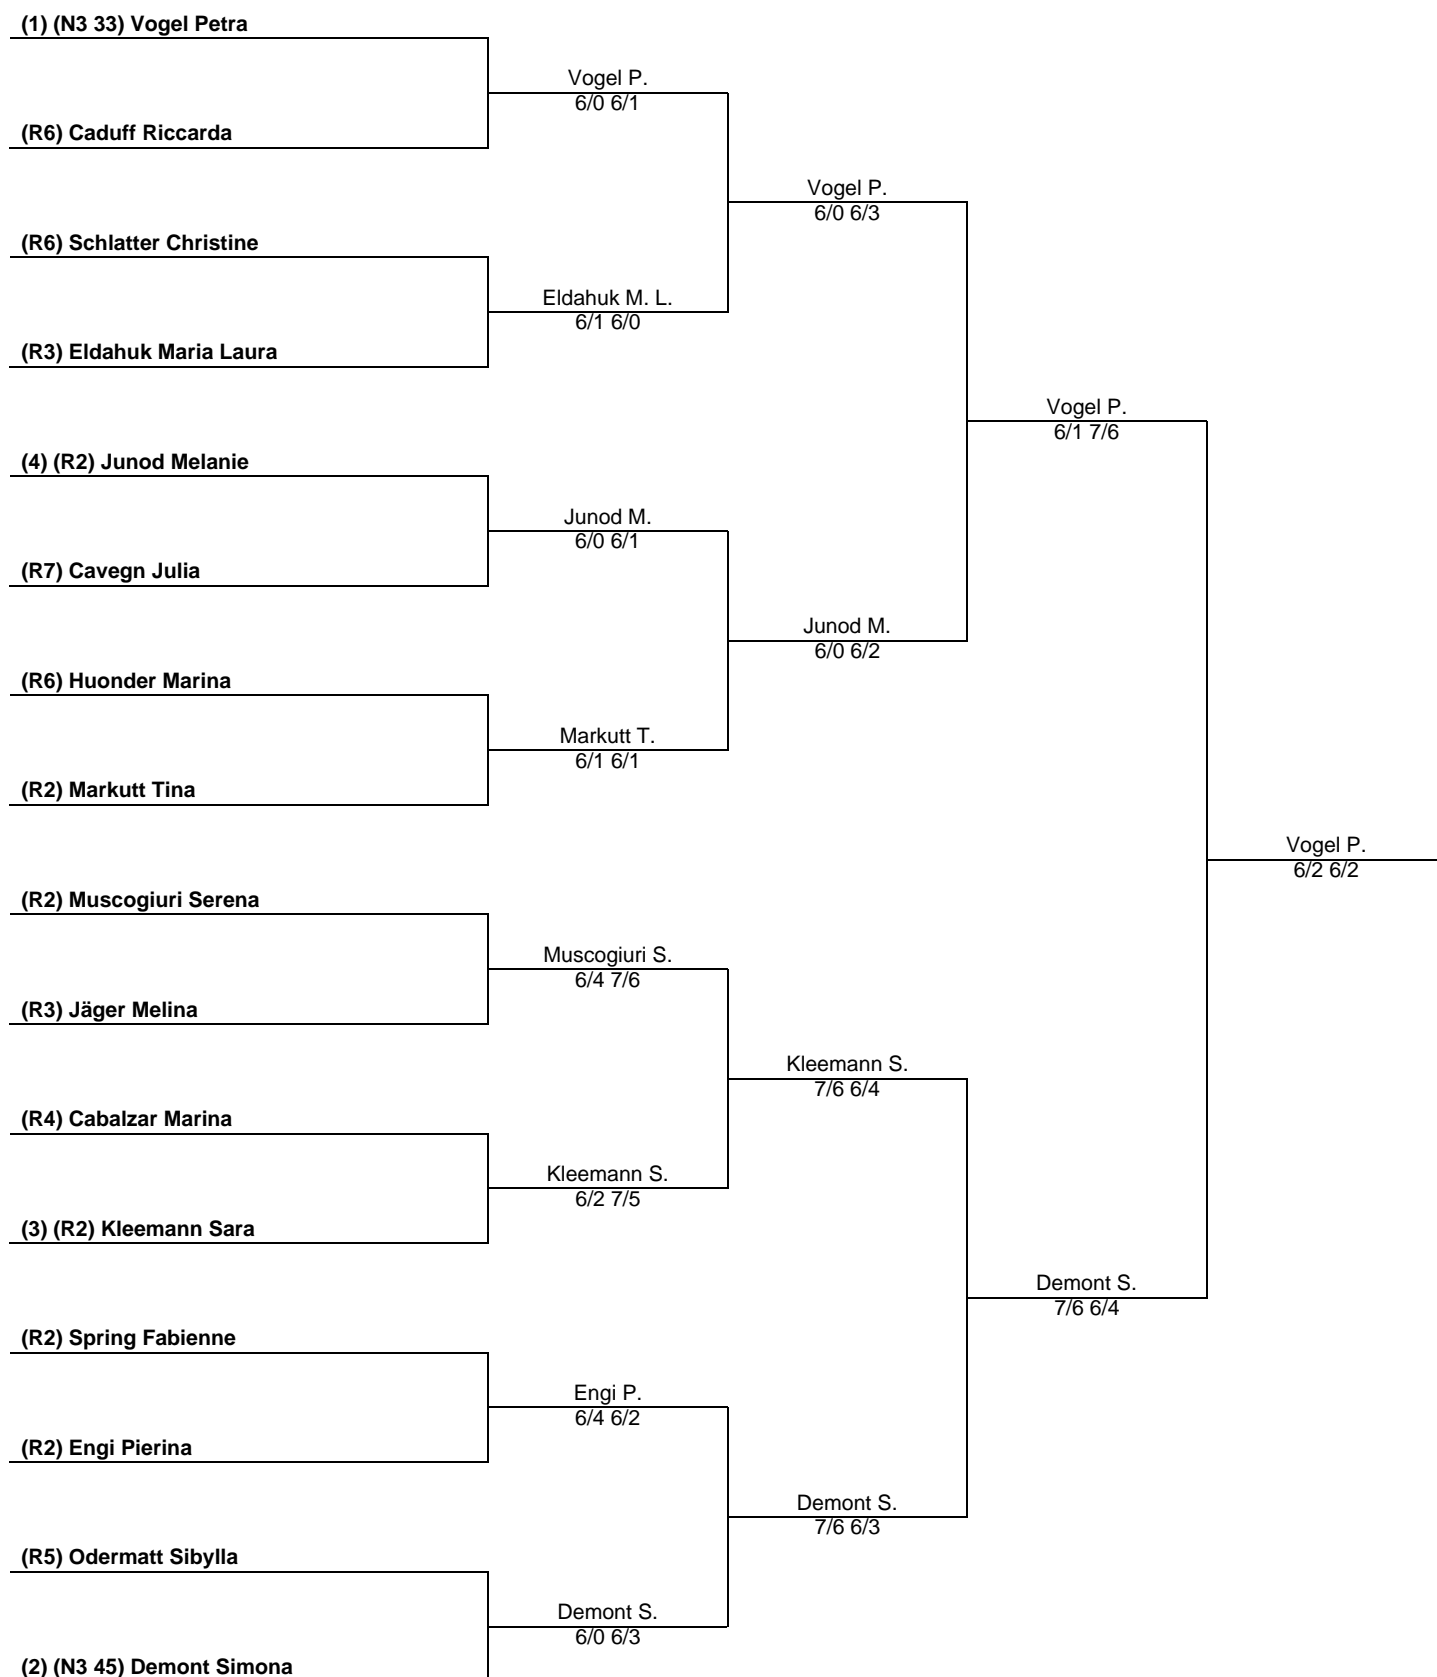 (1) (N3 33) Vogel Petra
Vogel P.
6/0 6/1
(R6) Caduff Riccarda
Vogel P.
6/0 6/3
(R6) Schlatter Christine
Eldahuk M. L.
6/1 6/0
(R3) Eldahuk Maria Laura
Vogel P.
6/1 7/6
(4) (R2) Junod Melanie
Junod M.
6/0 6/1
(R7) Cavegn Julia
Junod M.
6/0 6/2
(R6) Huonder Marina
Markutt T.
6/1 6/1
(R2) Markutt Tina
Vogel P.
6/2 6/2
(R2) Muscogiuri Serena
Muscogiuri S.
6/4 7/6
(R3) Jäger Melina
Kleemann S.
7/6 6/4
(R4) Cabalzar Marina
Kleemann S.
6/2 7/5
(3) (R2) Kleemann Sara
Demont S.
7/6 6/4
(R2) Spring Fabienne
Engi P.
6/4 6/2
(R2) Engi Pierina
Demont S.
7/6 6/3
(R5) Odermatt Sibylla
Demont S.
6/0 6/3
(2) (N3 45) Demont Simona